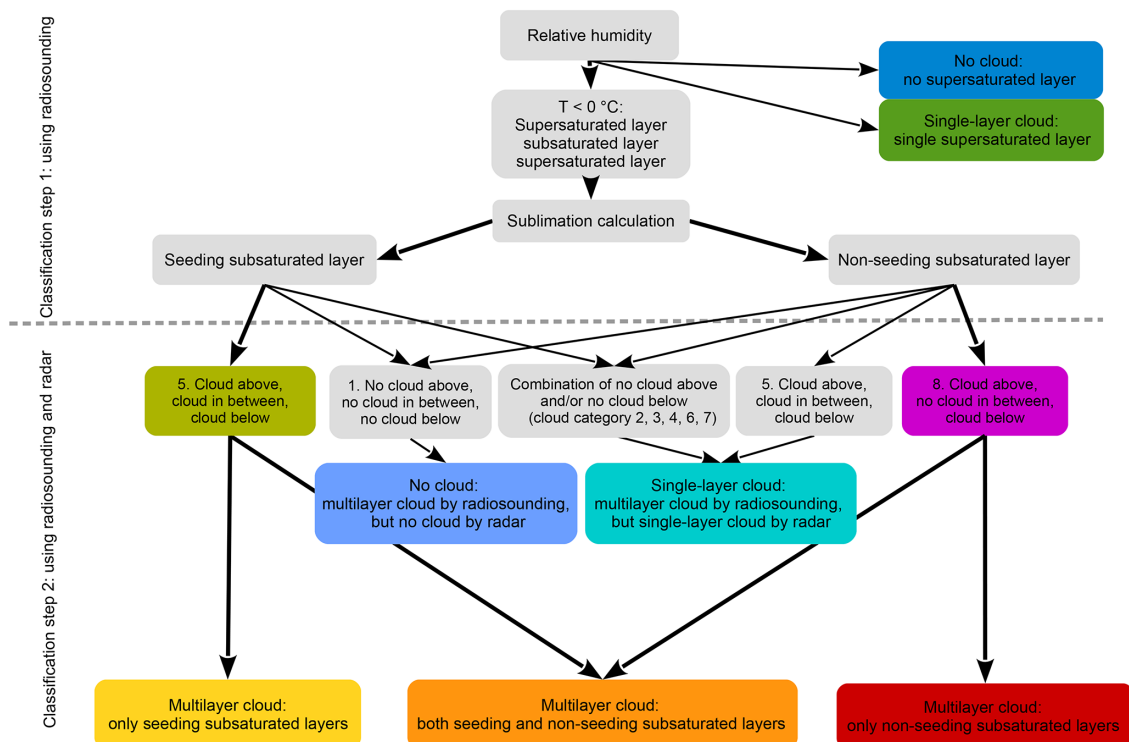 Classification step 1: using radiosounding
Relative humidity
No cloud:
no supersaturated layer
T < 0 °C:
Supersaturated layer
subsaturated layer
supersaturated layer
Single-layer cloud:
single supersaturated layer
Sublimation calculation
Seeding subsaturated layer
Non-seeding subsaturated layer
Classification step 2: using radiosounding and radar
5. Cloud above,
cloud in between,
cloud below
1. No cloud above,
no cloud in between,
no cloud below
Combination of no cloud above
and/or no cloud below
(cloud category 2, 3, 4, 6, 7)
5. Cloud above,
cloud in between,
cloud below
8. Cloud above,
no cloud in between,
cloud below
No cloud:
multilayer cloud by radiosounding,
but no cloud by radar
Single-layer cloud:
multilayer cloud by radiosounding,
but single-layer cloud by radar
Multilayer cloud:
only seeding subsaturated layers
Multilayer cloud:
both seeding and non-seeding subsaturated layers
Multilayer cloud:
only non-seeding subsaturated layers